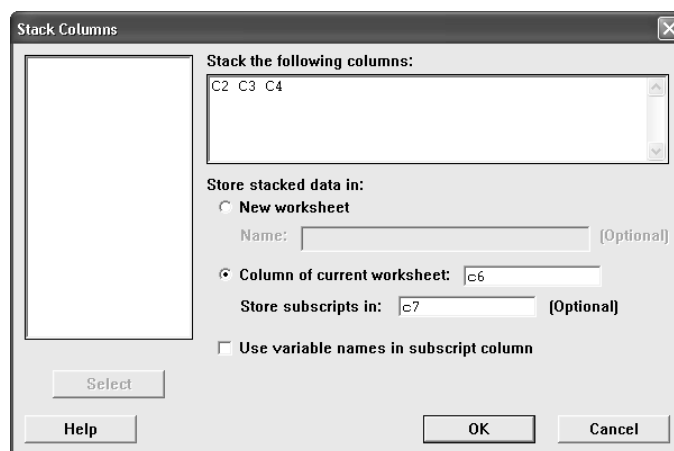 Stack Columns
Stack the following columns:
C2 C3 C4
Store stacked data in:
New worksheet
Name: (Optional)
Column of current worksheet: c6
Store subscripts in: c7 (Optional)
Use variable names in subscript column
Select
Help OK Cancel